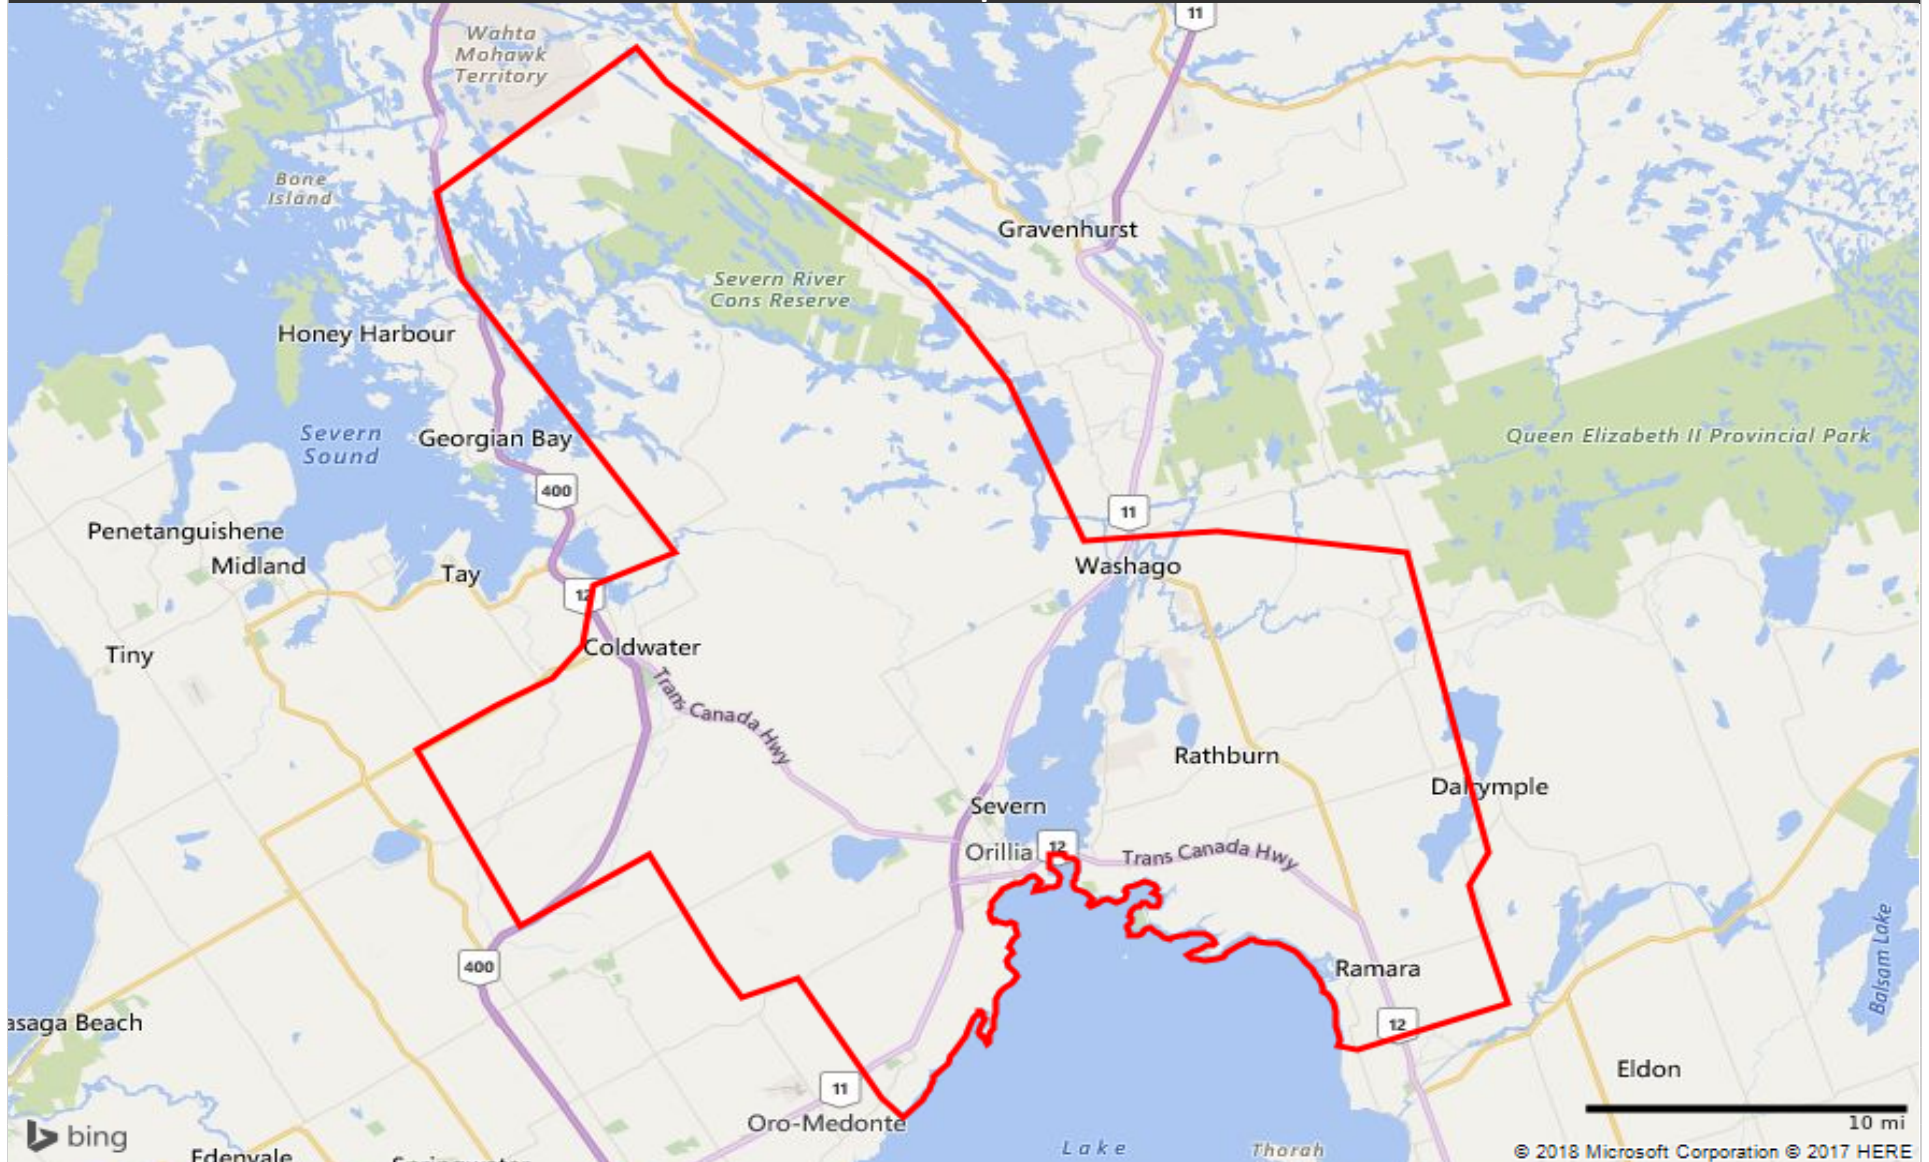 11
Wahta
Mohawk
Territory
Bone
Island
Gravenhurst
Severn River
Cons Reserve
Honey Harbour
Severn
Sound
Georgian Bay
Queen Elizabeth II Provincial Park
400
11
Penetanguishene
Midland
Tay
Washago
12
Tiny
Coldwater
Trans Canada Hwy
Rathburn
Dalrymple
Severn
Orillia
12
Trans Canada Hwy
400
Ramara
Balsam Lake
asaga Beach
12
Eldon
11
Oro-Medonte
10 mi
bing
Edenvale
Lake
Thorah
© 2018 Microsoft Corporation © 2017 HERE